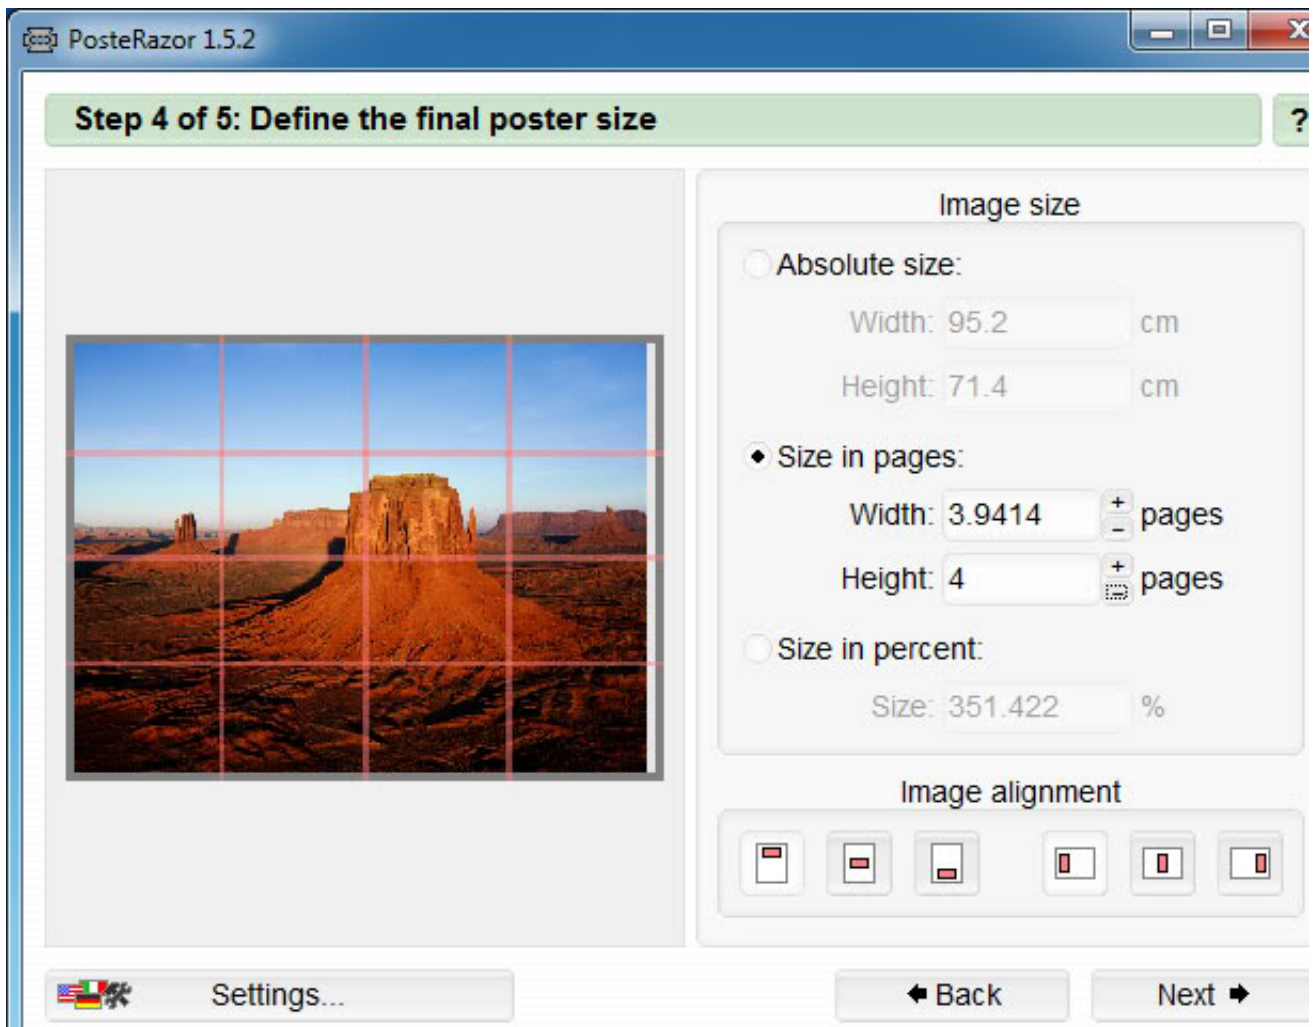 PosteRazor 1.5.2
Step 4 of 5: Define the final poster size
?
Image size
Absolute size:
Width: 95.2 cm
Height: 71.4 cm
Size in pages:
Width: 3.9414 + - pages
Height: 4 + - pages
Size in percent:
Size: 351.422 %
Image alignment
Settings...
Back
Next